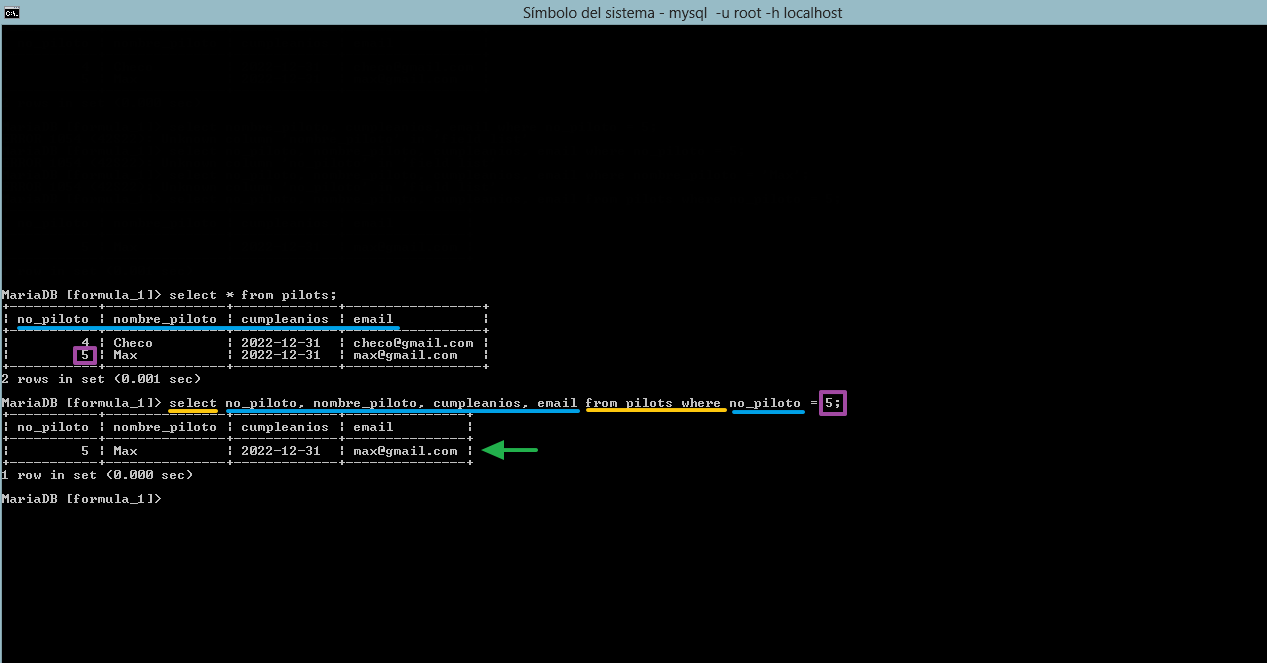 Símbolo del sistema - mysql  -u root -h localhost
MariaDB [formula_1]> select * from pilots;
+-----------+---------------+-------------+-----------------+
| no_piloto | nombre_piloto | cumpleanios | email           |
+-----------+---------------+-------------+-----------------+
|         4 | Checo         | 2022-12-31  | checo@gmail.com |
|         5 | Max           | 2022-12-31  | max@gmail.com   |
+-----------+---------------+-------------+-----------------+
2 rows in set (0.001 sec)
MariaDB [formula_1]> select no_piloto, nombre_piloto, cumpleanios, email from pilots where no_piloto = 5;
+-----------+---------------+-------------+---------------+
| no_piloto | nombre_piloto | cumpleanios | email         |
+-----------+---------------+-------------+---------------+
|         5 | Max           | 2022-12-31  | max@gmail.com |
+-----------+---------------+-------------+---------------+
1 row in set (0.000 sec)
MariaDB [formula_1]>